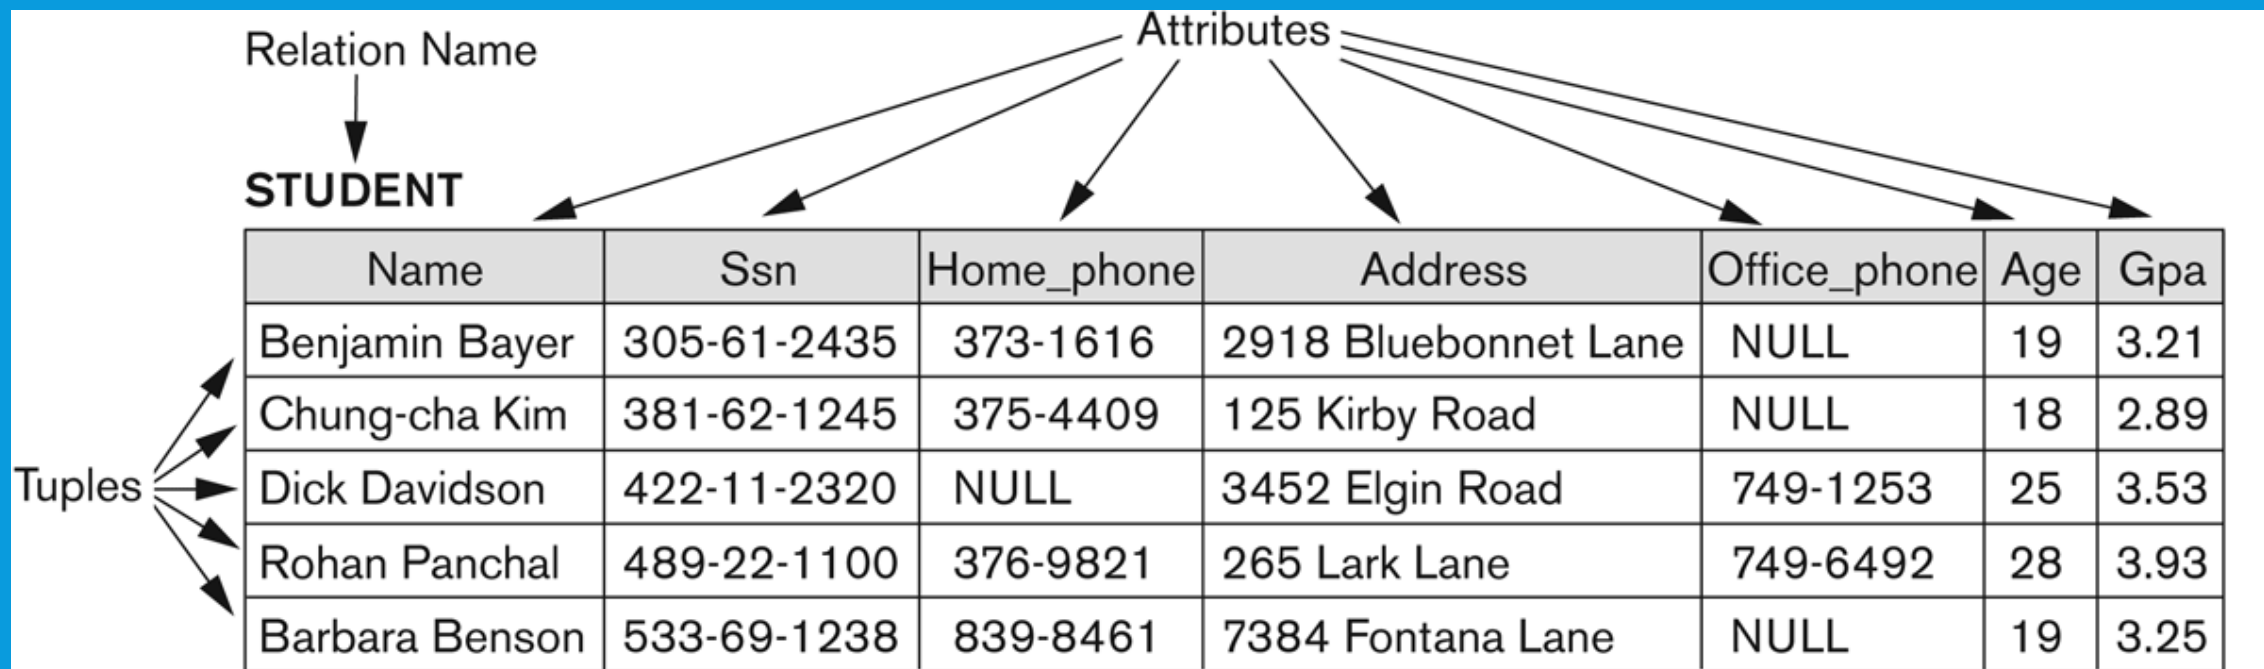 Attributes
Relation Name
STUDENT
Name Ssn Home_phone Address Office_phone Age Gpa
Benjamin Bayer 305-61-2435 373-1616 2918 Bluebonnet Lane NULL 19 3.21
Chung-cha Kim 381-62-1245 375-4409 125 Kirby Road NULL 18 2.89
Tuples Dick Davidson 422-11-2320 NULL 3452 Elgin Road 749-1253 25 3.53
Rohan Panchal 489-22-1100 376-9821 265 Lark Lane 749-6492 28 3.93
Barbara Benson 533-69-1238 839-8461 7384 Fontana Lane NULL 19 3.25